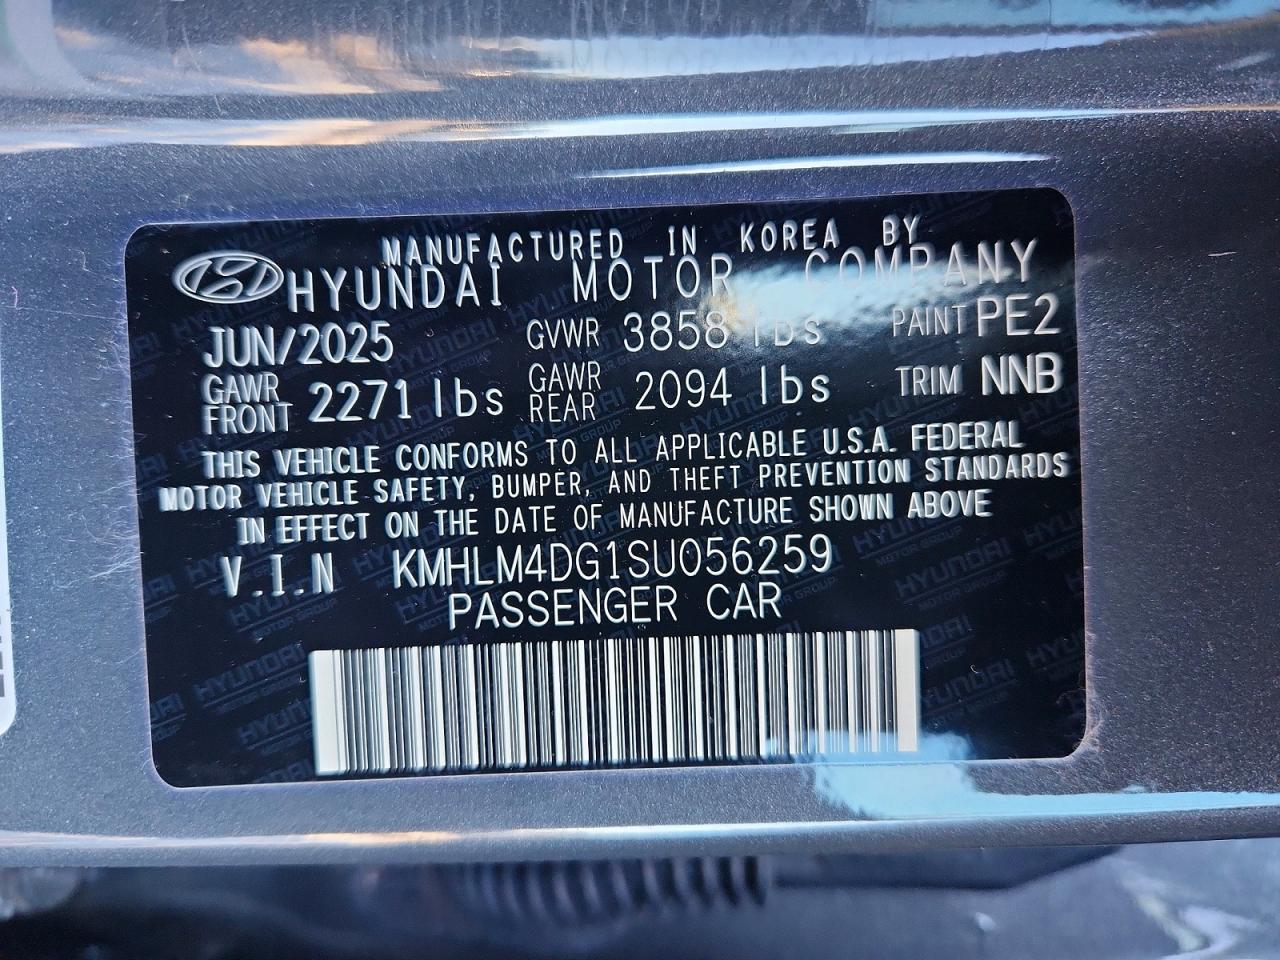 MANUFACTURED IN KOREA BY
HYUNDAI MOTOR COMPANY
JUN/2025 GVWR 3858 lbs PAINT PE2
GAWR FRONT 2271 lbs GAWR REAR 2094 lbs TRIM NNB
THIS VEHICLE CONFORMS TO ALL APPLICABLE U.S.A. FEDERAL
MOTOR VEHICLE SAFETY, BUMPER, AND THEFT PREVENTION STANDARDS
IN EFFECT ON THE DATE OF MANUFACTURE SHOWN ABOVE
V.I.N KMHLM4DG1SU056259
PASSENGER CAR